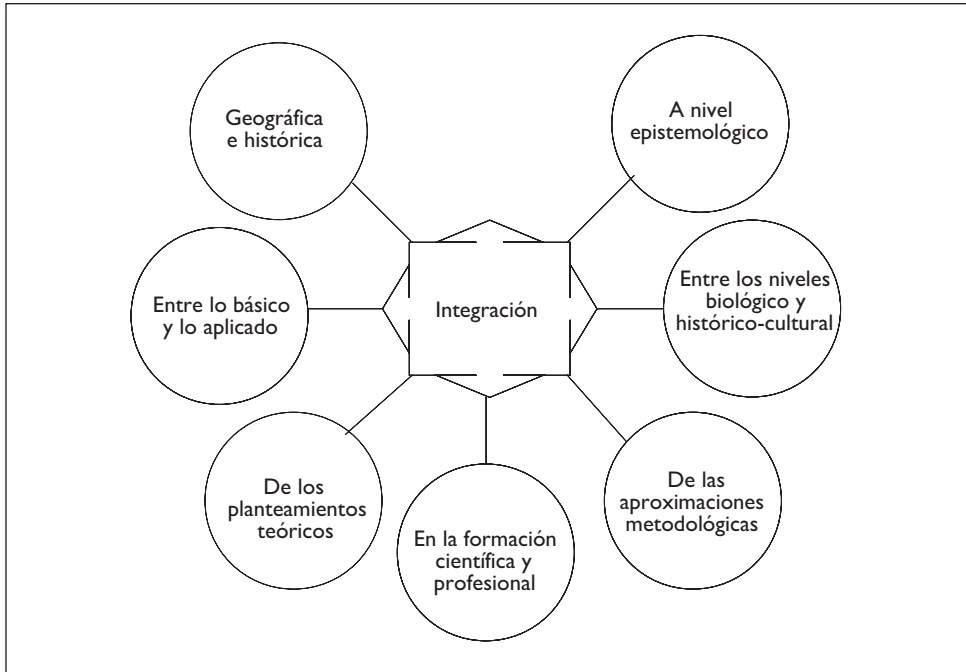 Geográfica
e histórica
A nivel
epistemológico
Entre lo básico
y lo aplicado
Integración
Entre los niveles
biológico y
histórico-cultural
De los
planteamientos
teóricos
En la formación
científica y
profesional
De las
aproximaciones
metodológicas